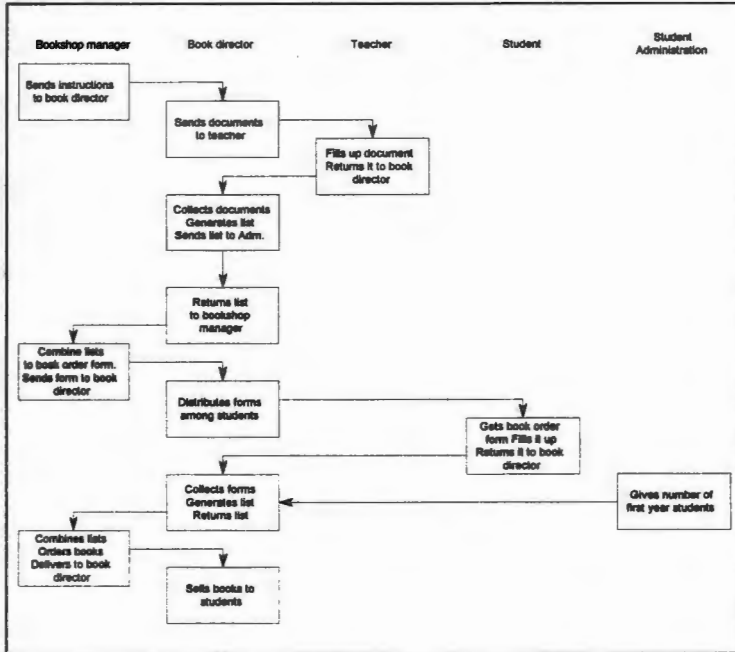 Bookshop manager
Book director
Teacher
Student
Student
Administration
Sends instructions
to book director
Sends documents
to teacher
Fills up document
Returns it to book
director
Collects documents
Generates list
Sends list to Adm.
Returns list
to bookshop
manager
Combine lists
to book order form.
Sends form to book
director
Distributes forms
among students
Gets book order
form Fills it up
Returns it to book
director
Collects forms
Generates list
Returns list
Gives number of
first year students
Combines lists
Orders books
Delivers to book
director
Sells books to
students